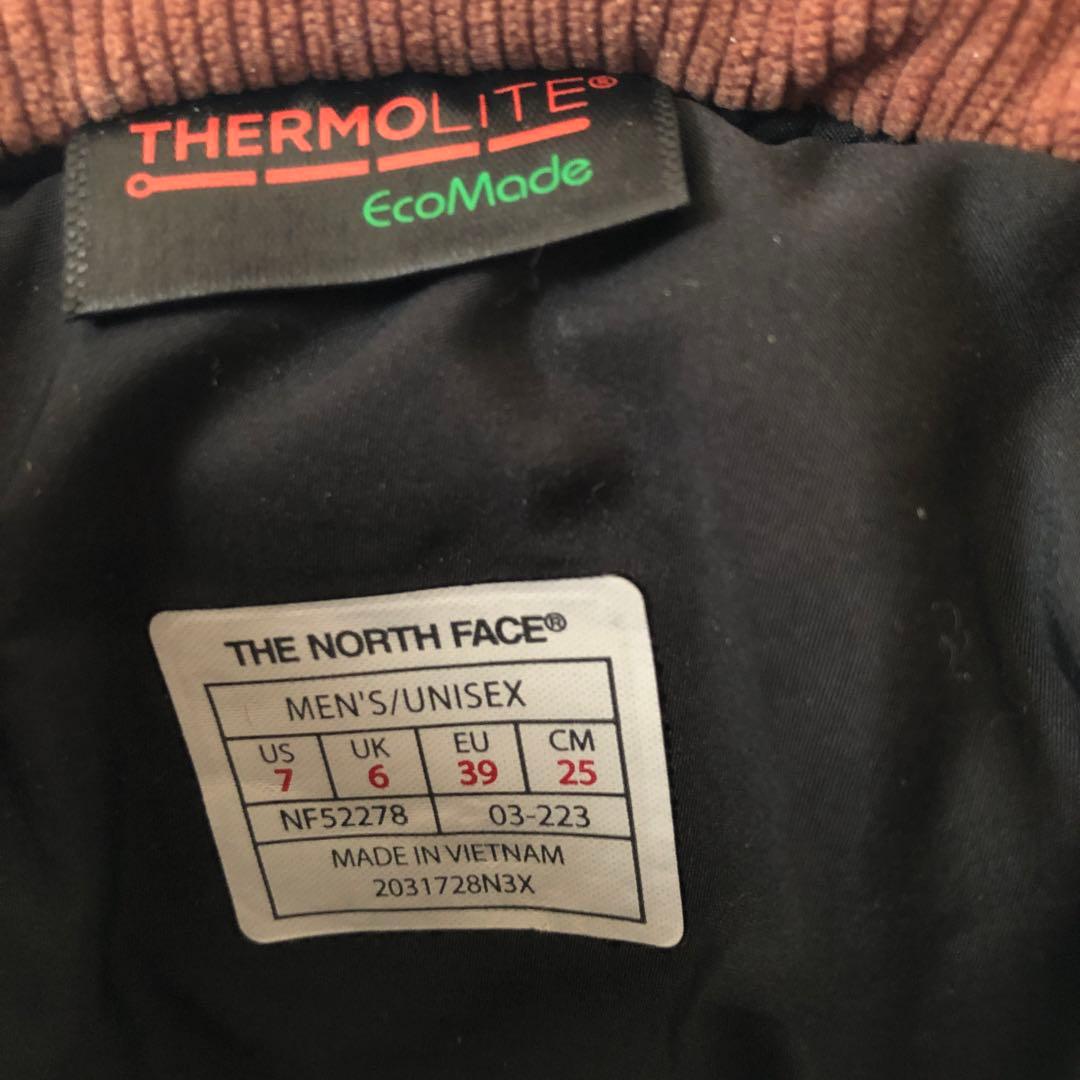 THERMOLITE®
EcoMade
THE NORTH FACE®
MEN'S/UNISEX
US UK EU CM
7 6 39 25
NF52278 03-223
MADE IN VIETNAM
2031728N3X